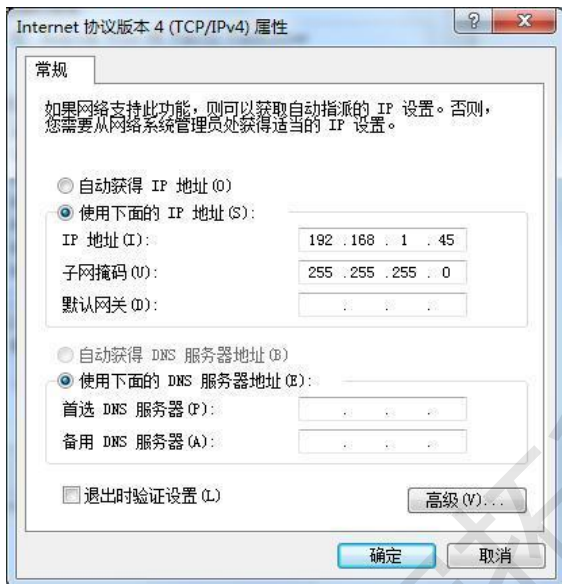 Internet 协议版本 4 (TCP/IPv4) 属性
常规
如果网络支持此功能，则可以获取自动指派的 IP 设置。否则，
您需要从网络系统管理员处获得适当的 IP 设置。
自动获得 IP 地址(O)
使用下面的 IP 地址(S):
IP 地址(I): 192 .168 . 1 . 45
子网掩码(U): 255 .255 .255 . 0
默认网关(D): . . .
自动获得 DNS 服务器地址(B)
使用下面的 DNS 服务器地址(E):
首选 DNS 服务器(P): . . .
备用 DNS 服务器(A): . . .
退出时验证设置(L)
高级(V)...
确定 取消